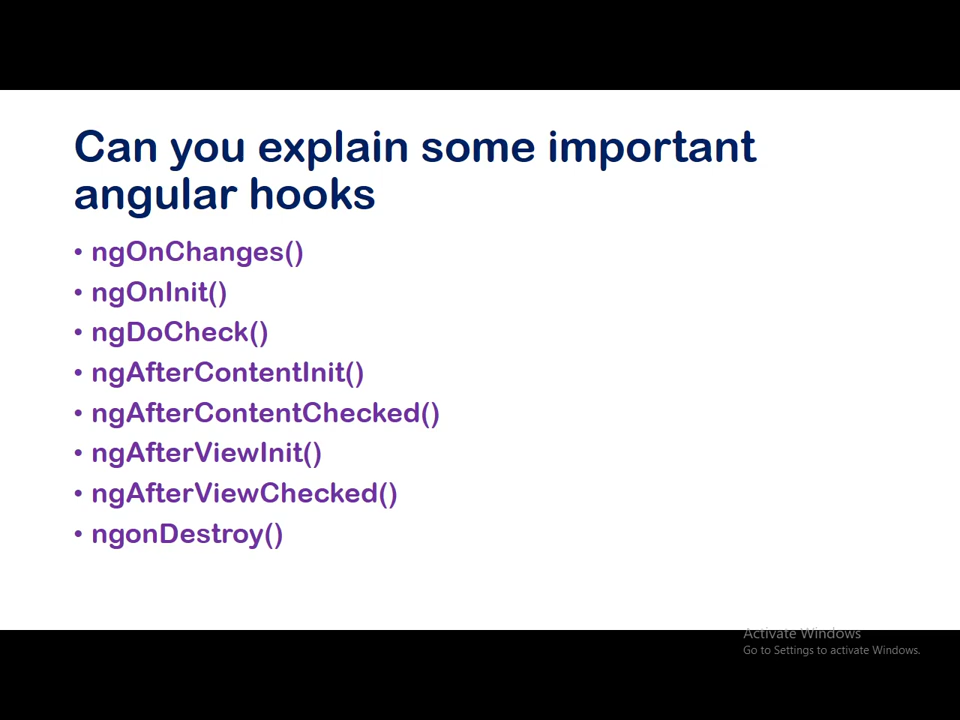 Can you explain some important
angular hooks
• ngOnChanges()
• ngOnInit()
• ngDoCheck()
• ngAfterContentInit()
• ngAfterContentChecked()
• ngAfterViewInit()
• ngAfterViewChecked()
• ngonDestroy()
Activate Windows
Go to Settings to activate Windows.